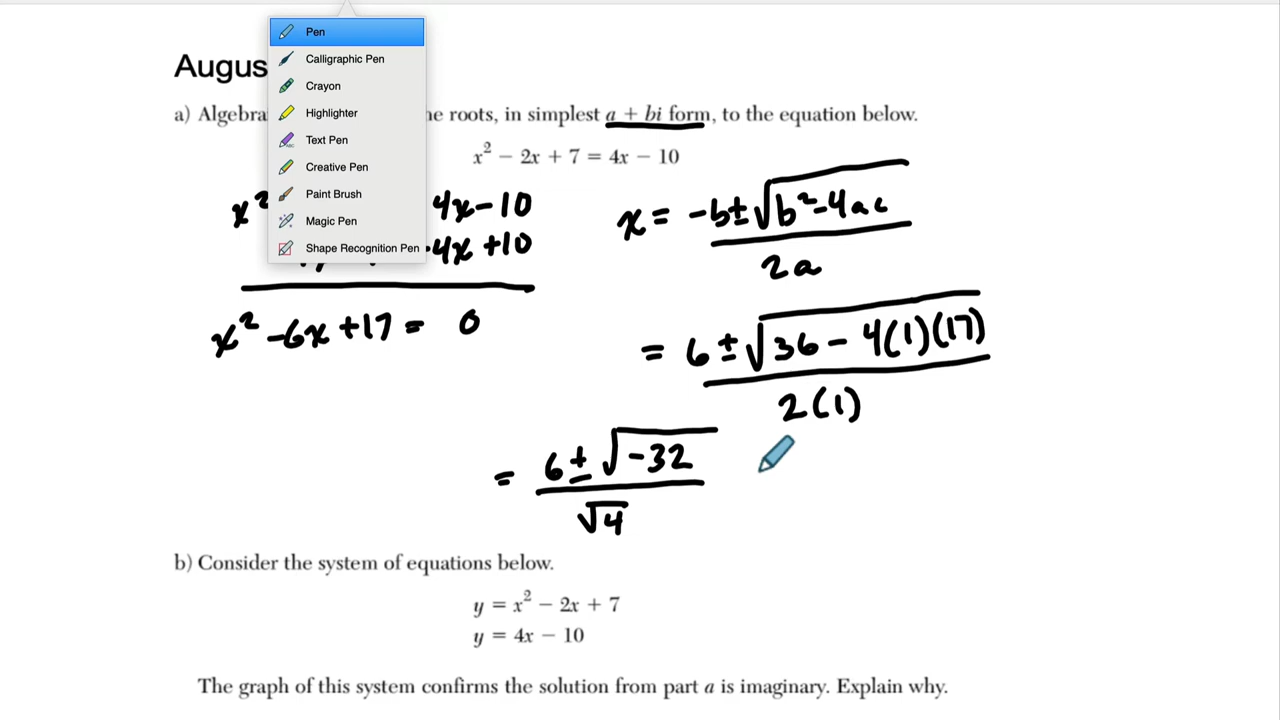 Pen
Calligraphic Pen
Crayon
Highlighter
Text Pen
Creative Pen
Paint Brush
Magic Pen
Shape Recognition Pen
Augus
a) Algebra he roots, in simplest a + bi form, to the equation below.
x² − 2x + 7 = 4x − 10
x² 4x-10
-4x +10
x² -6x +17 = 0
x = -b±√b²-4ac
2a
= 6 ± √36 - 4(1)(17)
2(1)
= 6 ± √-32
√4
b) Consider the system of equations below.
y = x² − 2x + 7
y = 4x − 10
The graph of this system confirms the solution from part a is imaginary. Explain why.